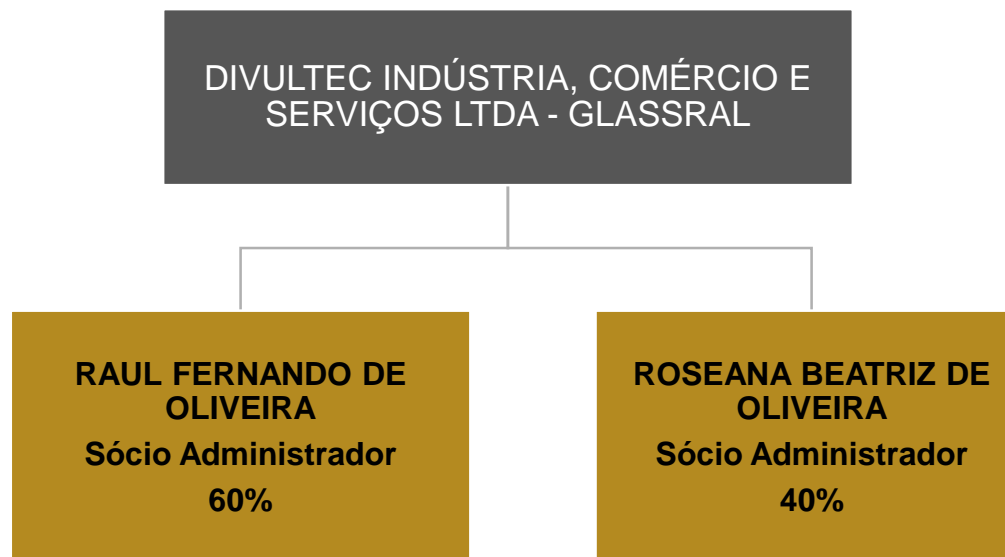 DIVULTEC INDÚSTRIA, COMÉRCIO E
SERVIÇOS LTDA - GLASSRAL
RAUL FERNANDO DE
OLIVEIRA
Sócio Administrador
60%
ROSEANA BEATRIZ DE
OLIVEIRA
Sócio Administrador
40%